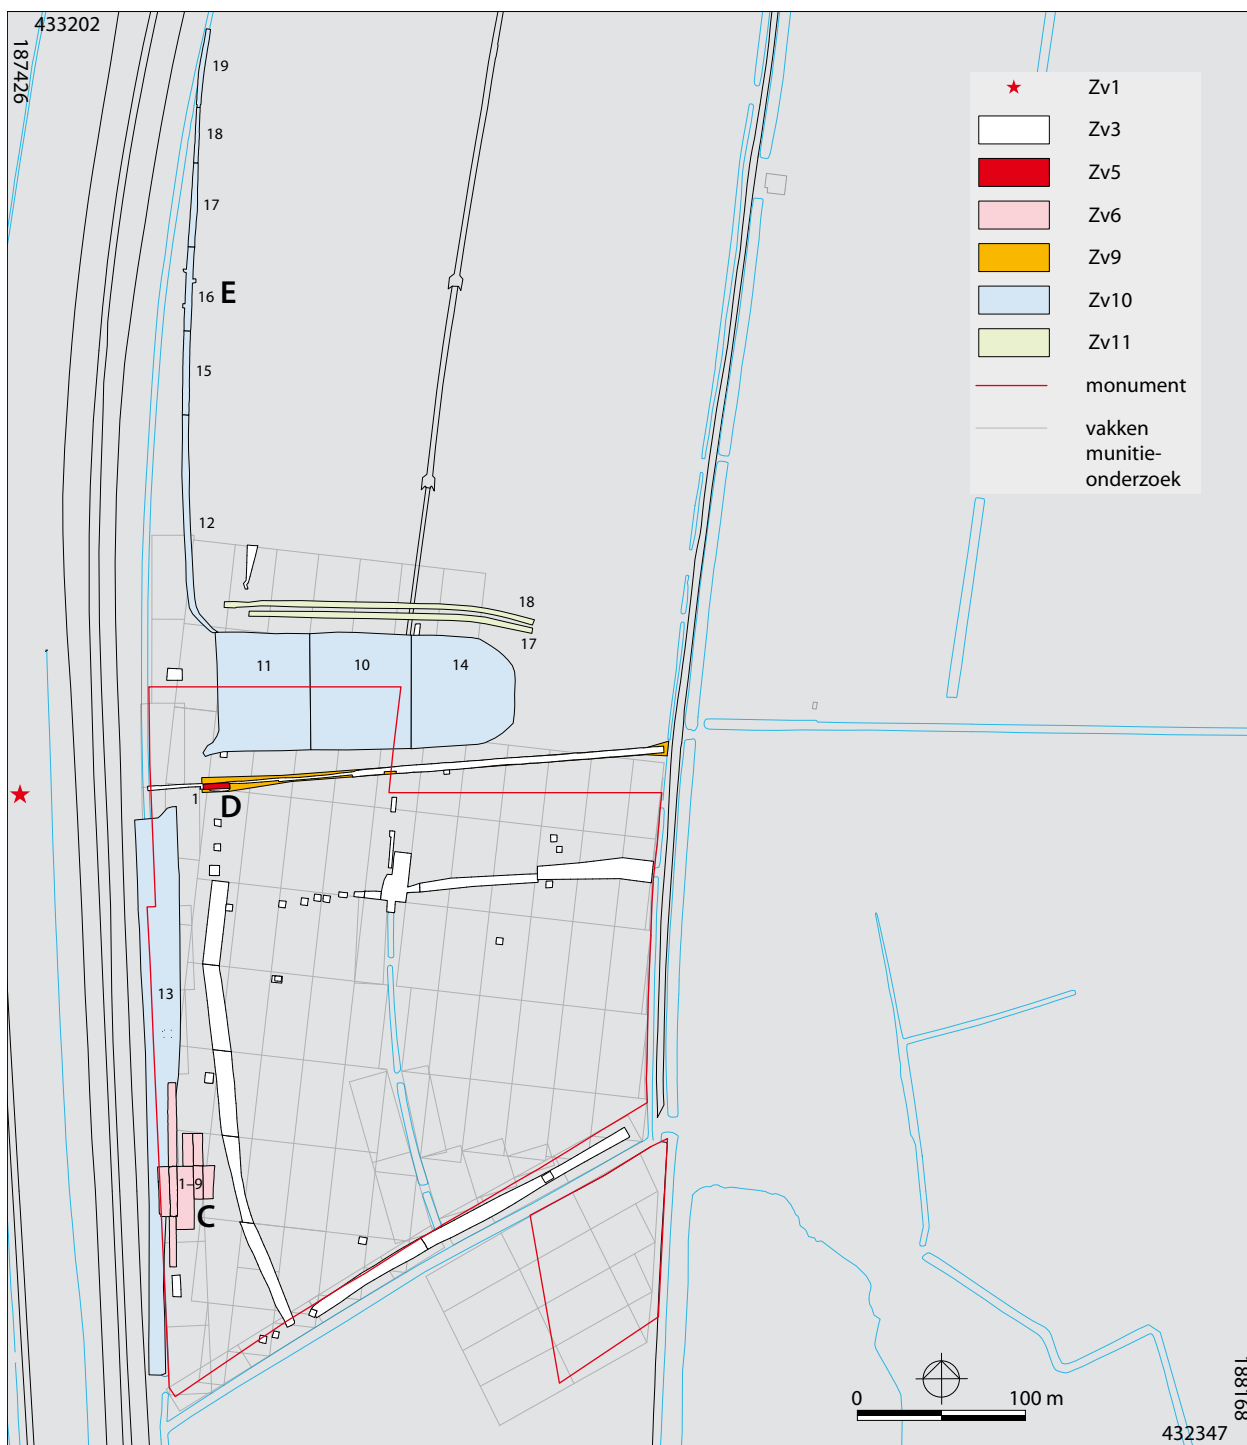 433202
187426
19
18
17
16 E
15
12
Zv1
Zv3
Zv5
Zv6
Zv9
Zv10
Zv11
monument
vakken
munitie-
onderzoek
18
17
11
10
14
1
D
13
1–9
C
0
100 m
188168
432347